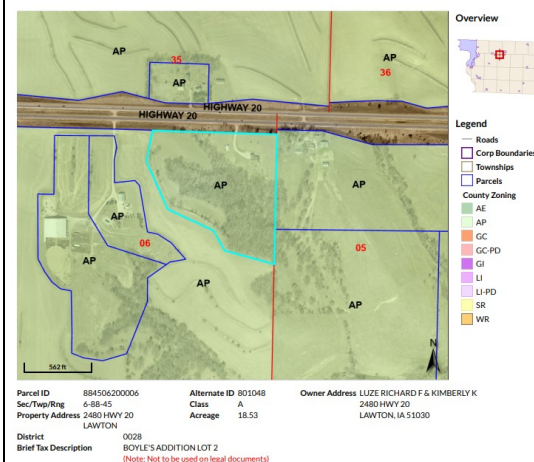 AP
35
AP
AP
36
HIGHWAY 20
HIGHWAY 20
AP
AP
AP
06
05
AP
AP
AP
562 ft
N
Overview
Legend
Roads
Corp Boundaries
Townships
Parcels
County Zoning
AE
AP
GC
GC-PD
GI
LI
LI-PD
SR
WR
Parcel ID 884506200006 Alternate ID 801048 Owner Address LUZE RICHARD F & KIMBERLY K
Sec/Twp/Rng 6-88-45 Class A 2480 HWY 20
Property Address 2480 HWY 20 Acreage 18.53 LAWTON, IA 51030
LAWTON
District 0028
Brief Tax Description BOYLE'S ADDITION LOT 2
(Note: Not to be used on legal documents)